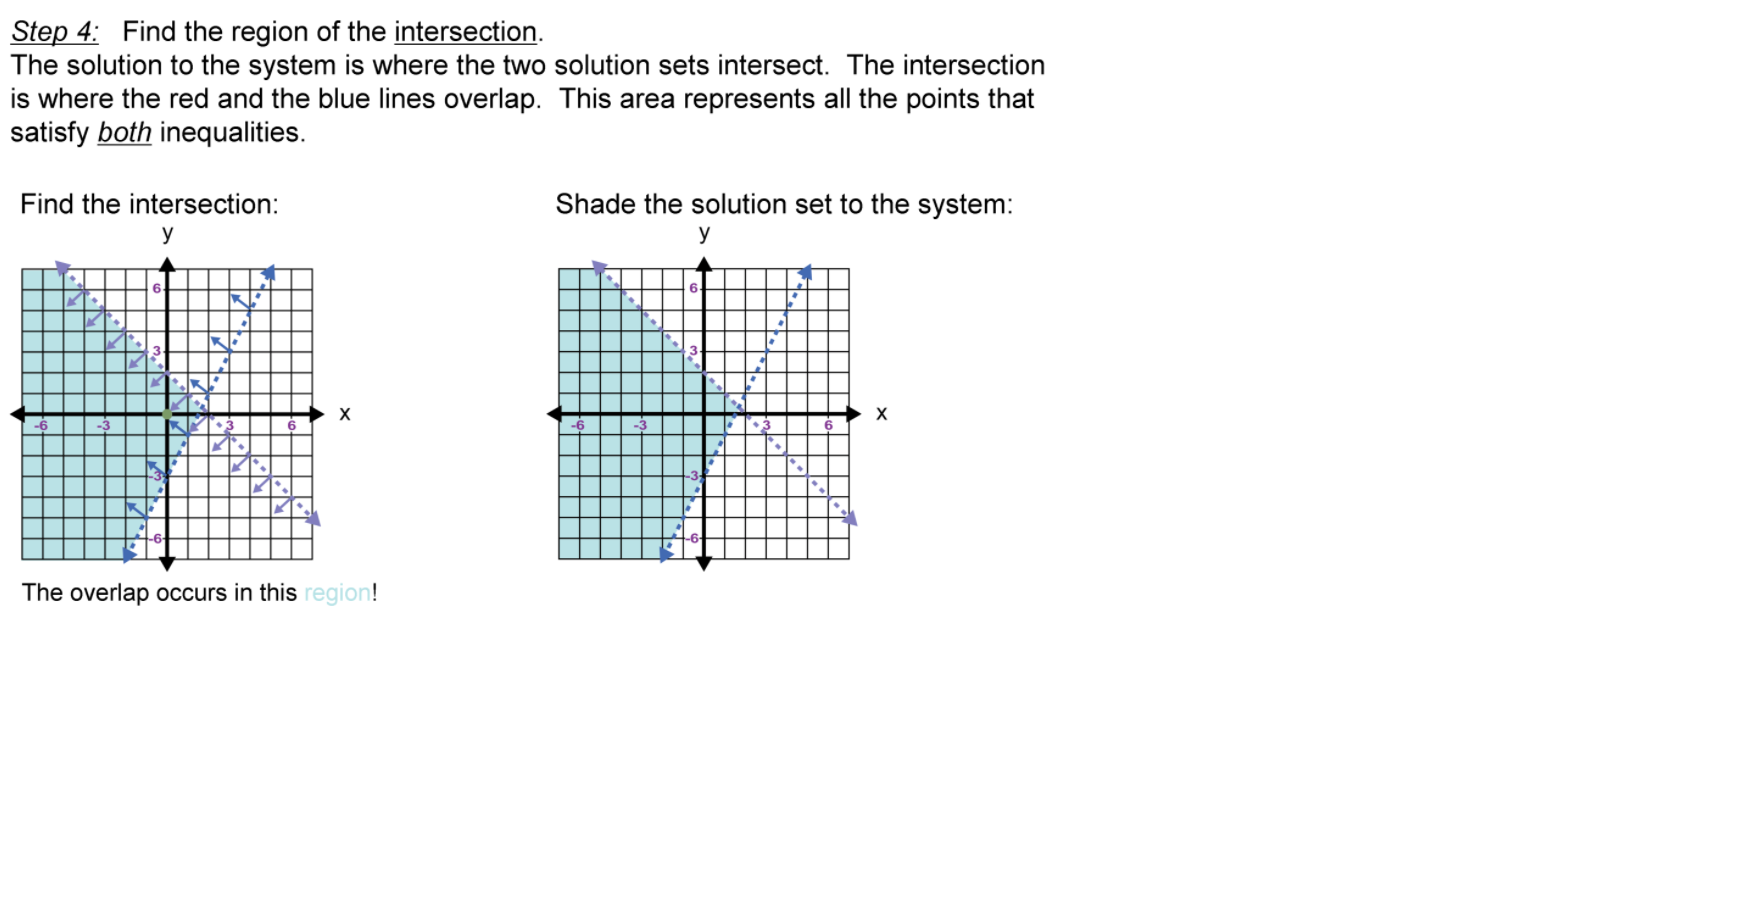 Step 4: Find the region of the intersection.
The solution to the system is where the two solution sets intersect. The intersection
is where the red and the blue lines overlap. This area represents all the points that
satisfy both inequalities.
Find the intersection:
Shade the solution set to the system:
y
6
3
-6 -3 3 6 x
-3
-6
y
6
3
-6 -3 3 6 x
-3
-6
The overlap occurs in this region!